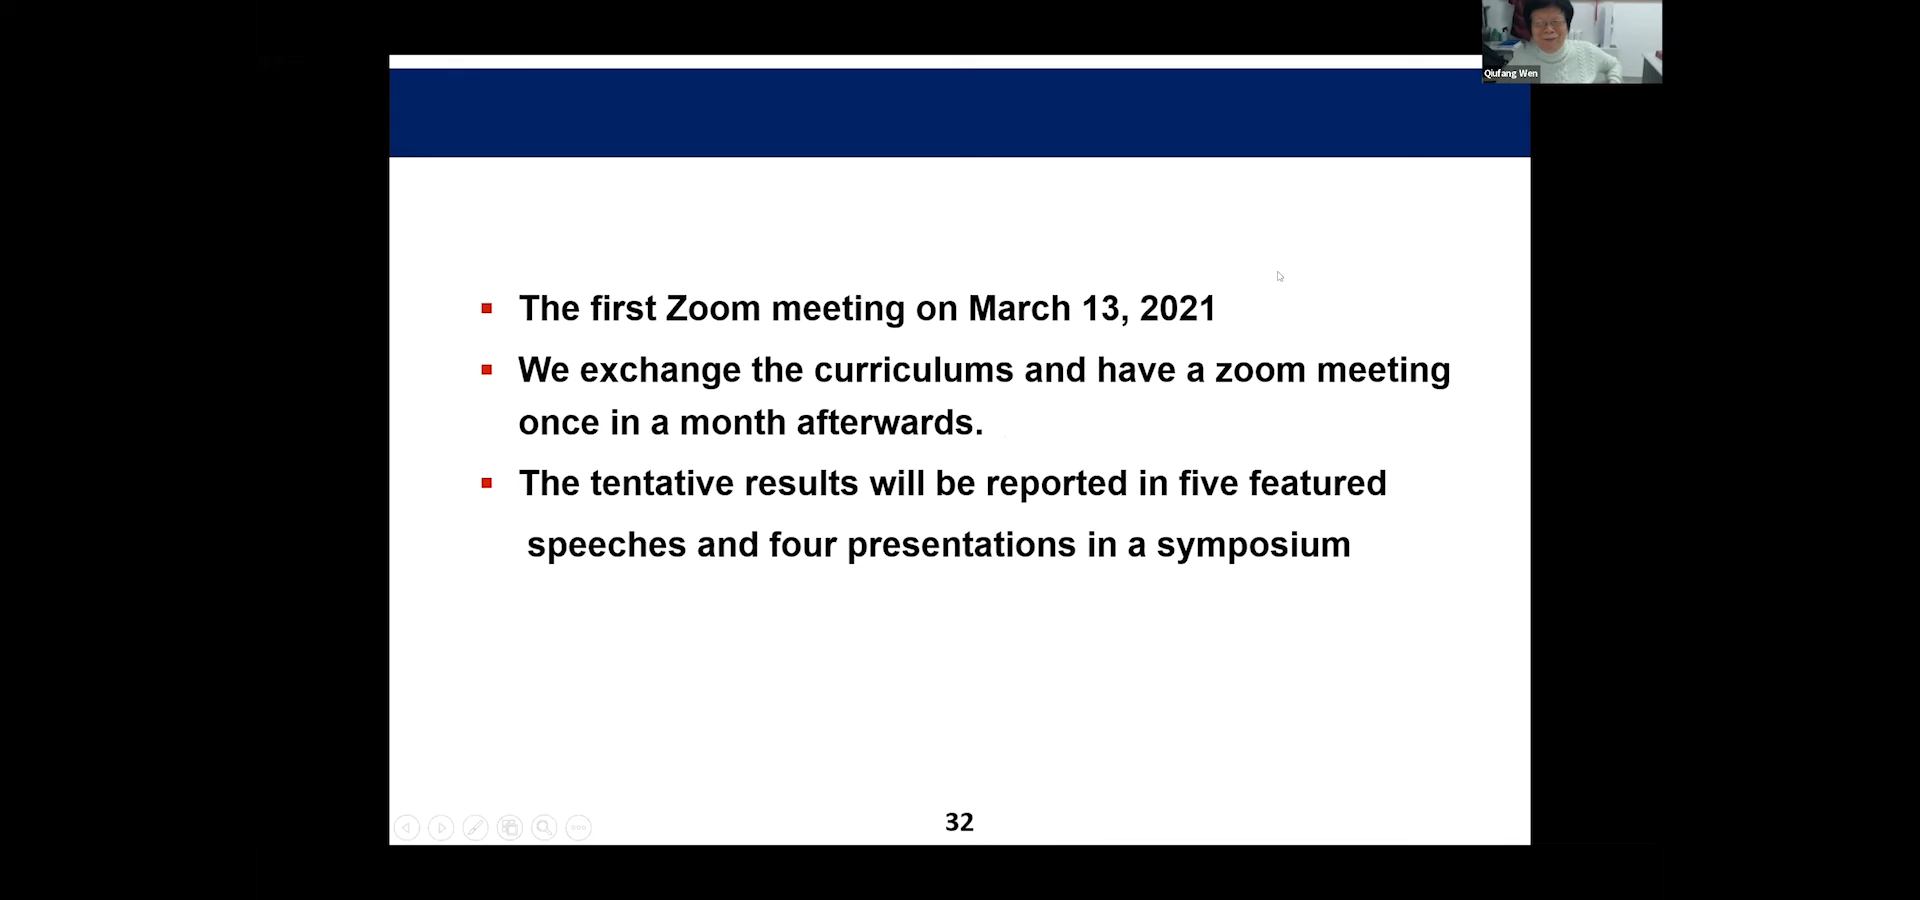 Qiufang Wen
The first Zoom meeting on March 13, 2021
We exchange the curriculums and have a zoom meeting
once in a month afterwards.
The tentative results will be reported in five featured
speeches and four presentations in a symposium
32